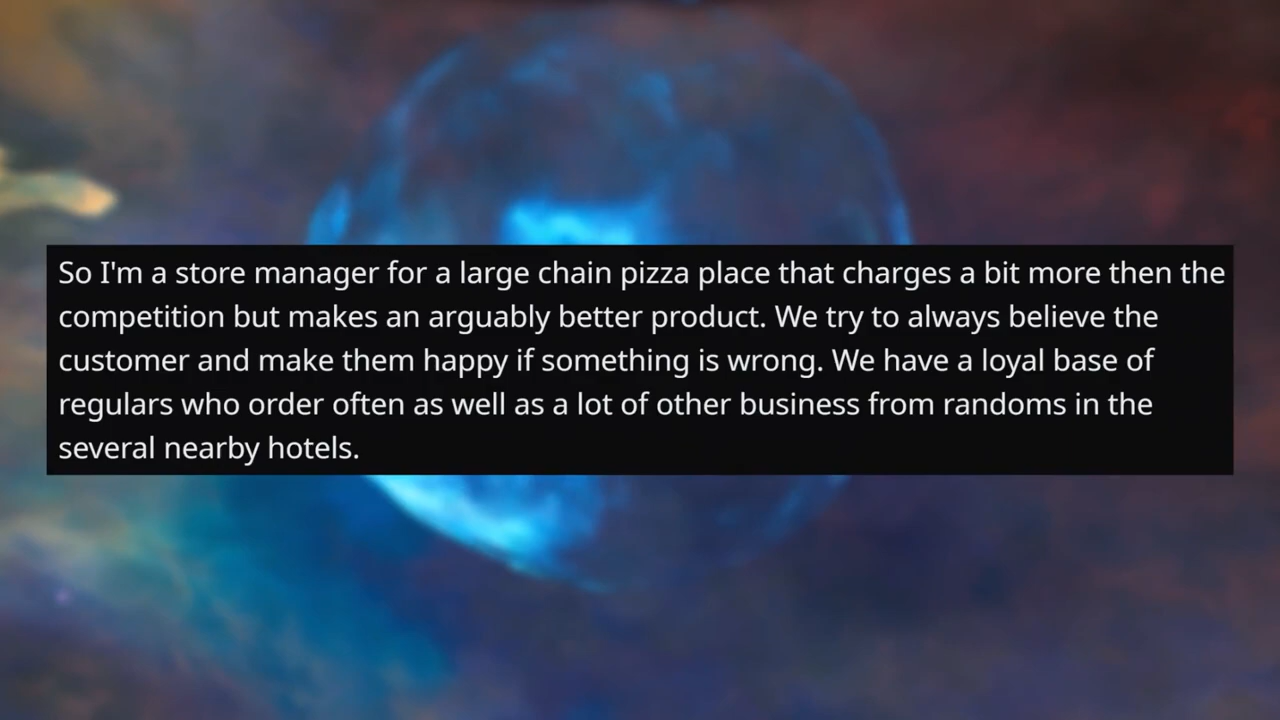 So I'm a store manager for a large chain pizza place that charges a bit more then the
competition but makes an arguably better product. We try to always believe the
customer and make them happy if something is wrong. We have a loyal base of
regulars who order often as well as a lot of other business from randoms in the
several nearby hotels.